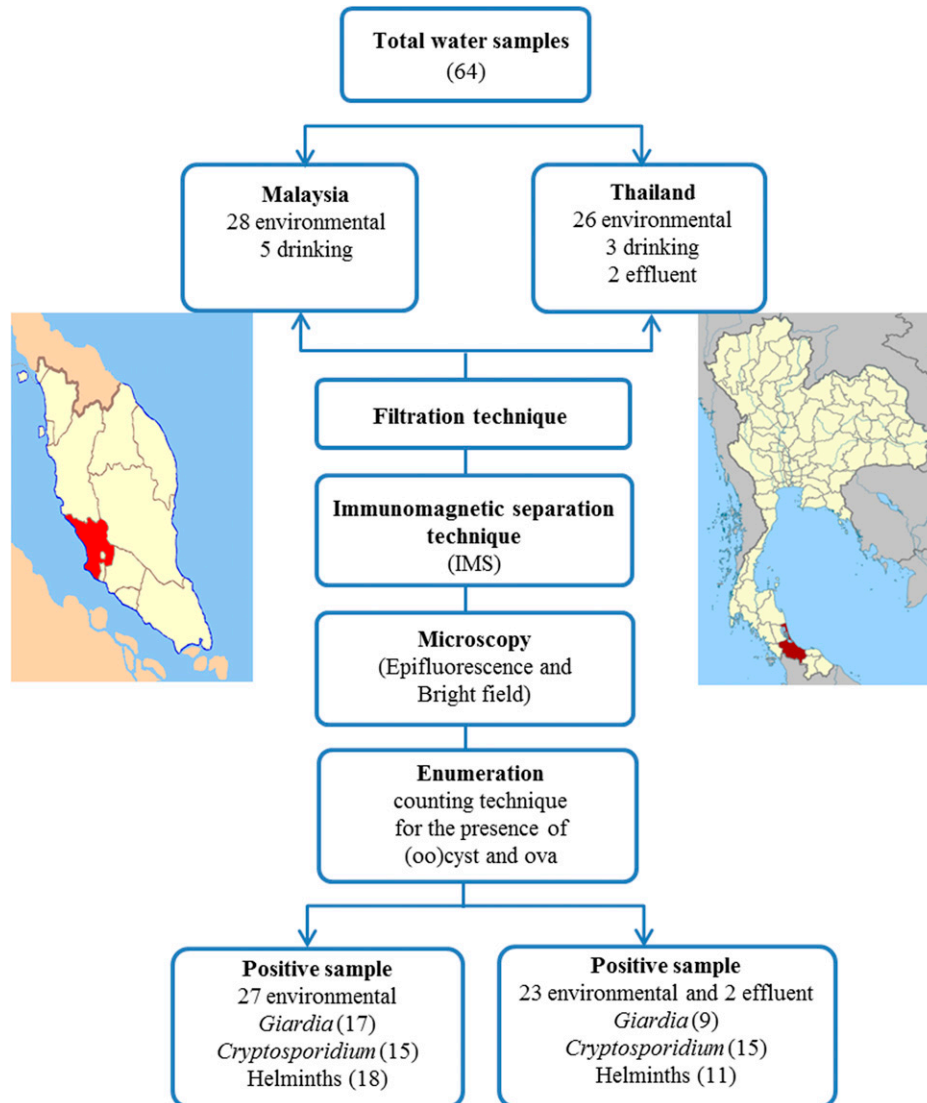 Total water samples
(64)
Malaysia
28 environmental
5 drinking
Thailand
26 environmental
3 drinking
2 effluent
Filtration technique
Immunomagnetic separation
technique
(IMS)
Microscopy
(Epifluorescence and
Bright field)
Enumeration
counting technique
for the presence of
(oo)cyst and ova
Positive sample
27 environmental
Giardia (17)
Cryptosporidium (15)
Helminths (18)
Positive sample
23 environmental and 2 effluent
Giardia (9)
Cryptosporidium (15)
Helminths (11)